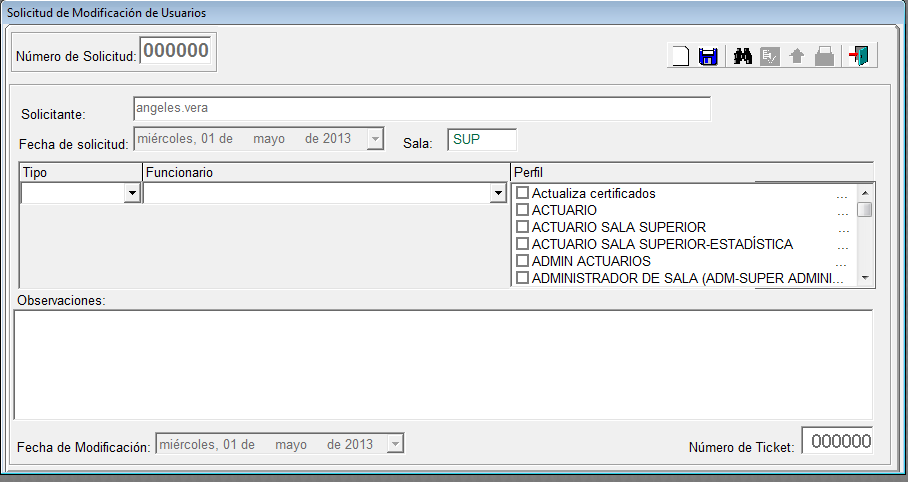 Solicitud de Modificación de Usuarios
Número de Solicitud: 000000
Solicitante: angeles.vera
Fecha de solicitud: miércoles, 01 de mayo de 2013 Sala: SUP
Tipo Funcionario Perfil
Actualiza certificados ...
ACTUARIO ...
ACTUARIO SALA SUPERIOR ...
ACTUARIO SALA SUPERIOR-ESTADÍSTICA ...
ADMIN ACTUARIOS ...
ADMINISTRADOR DE SALA (ADM-SUPER ADMINI...
Observaciones:
Fecha de Modificación: miércoles, 01 de mayo de 2013 Número de Ticket: 000000